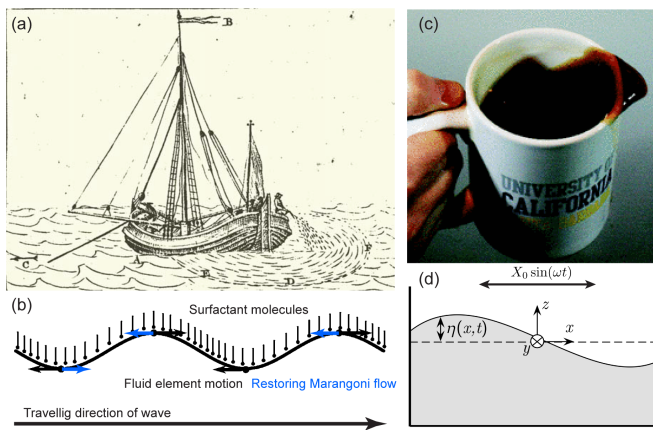 (a)
B
C
A
E
D
F
(b)
Surfactant molecules
Fluid element motion Restoring Marangoni flow
Travellig direction of wave
(c)
UNIVERSITY OF
CALIFORNIA
(d)
X₀ sin(ωt)
η(x,t)
z
x
y